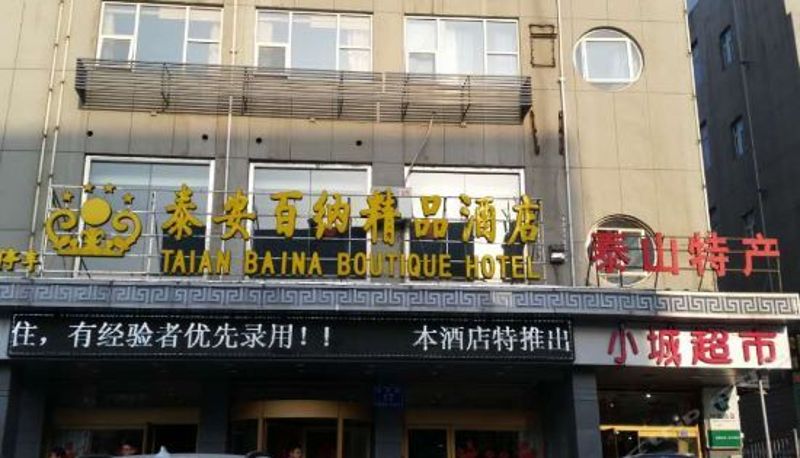 泰安百纳精品酒店
TAIAN BAINA BOUTIQUE HOTEL
泰山特产
住，有经验者优先录用！！ 本酒店特推出
小城超市